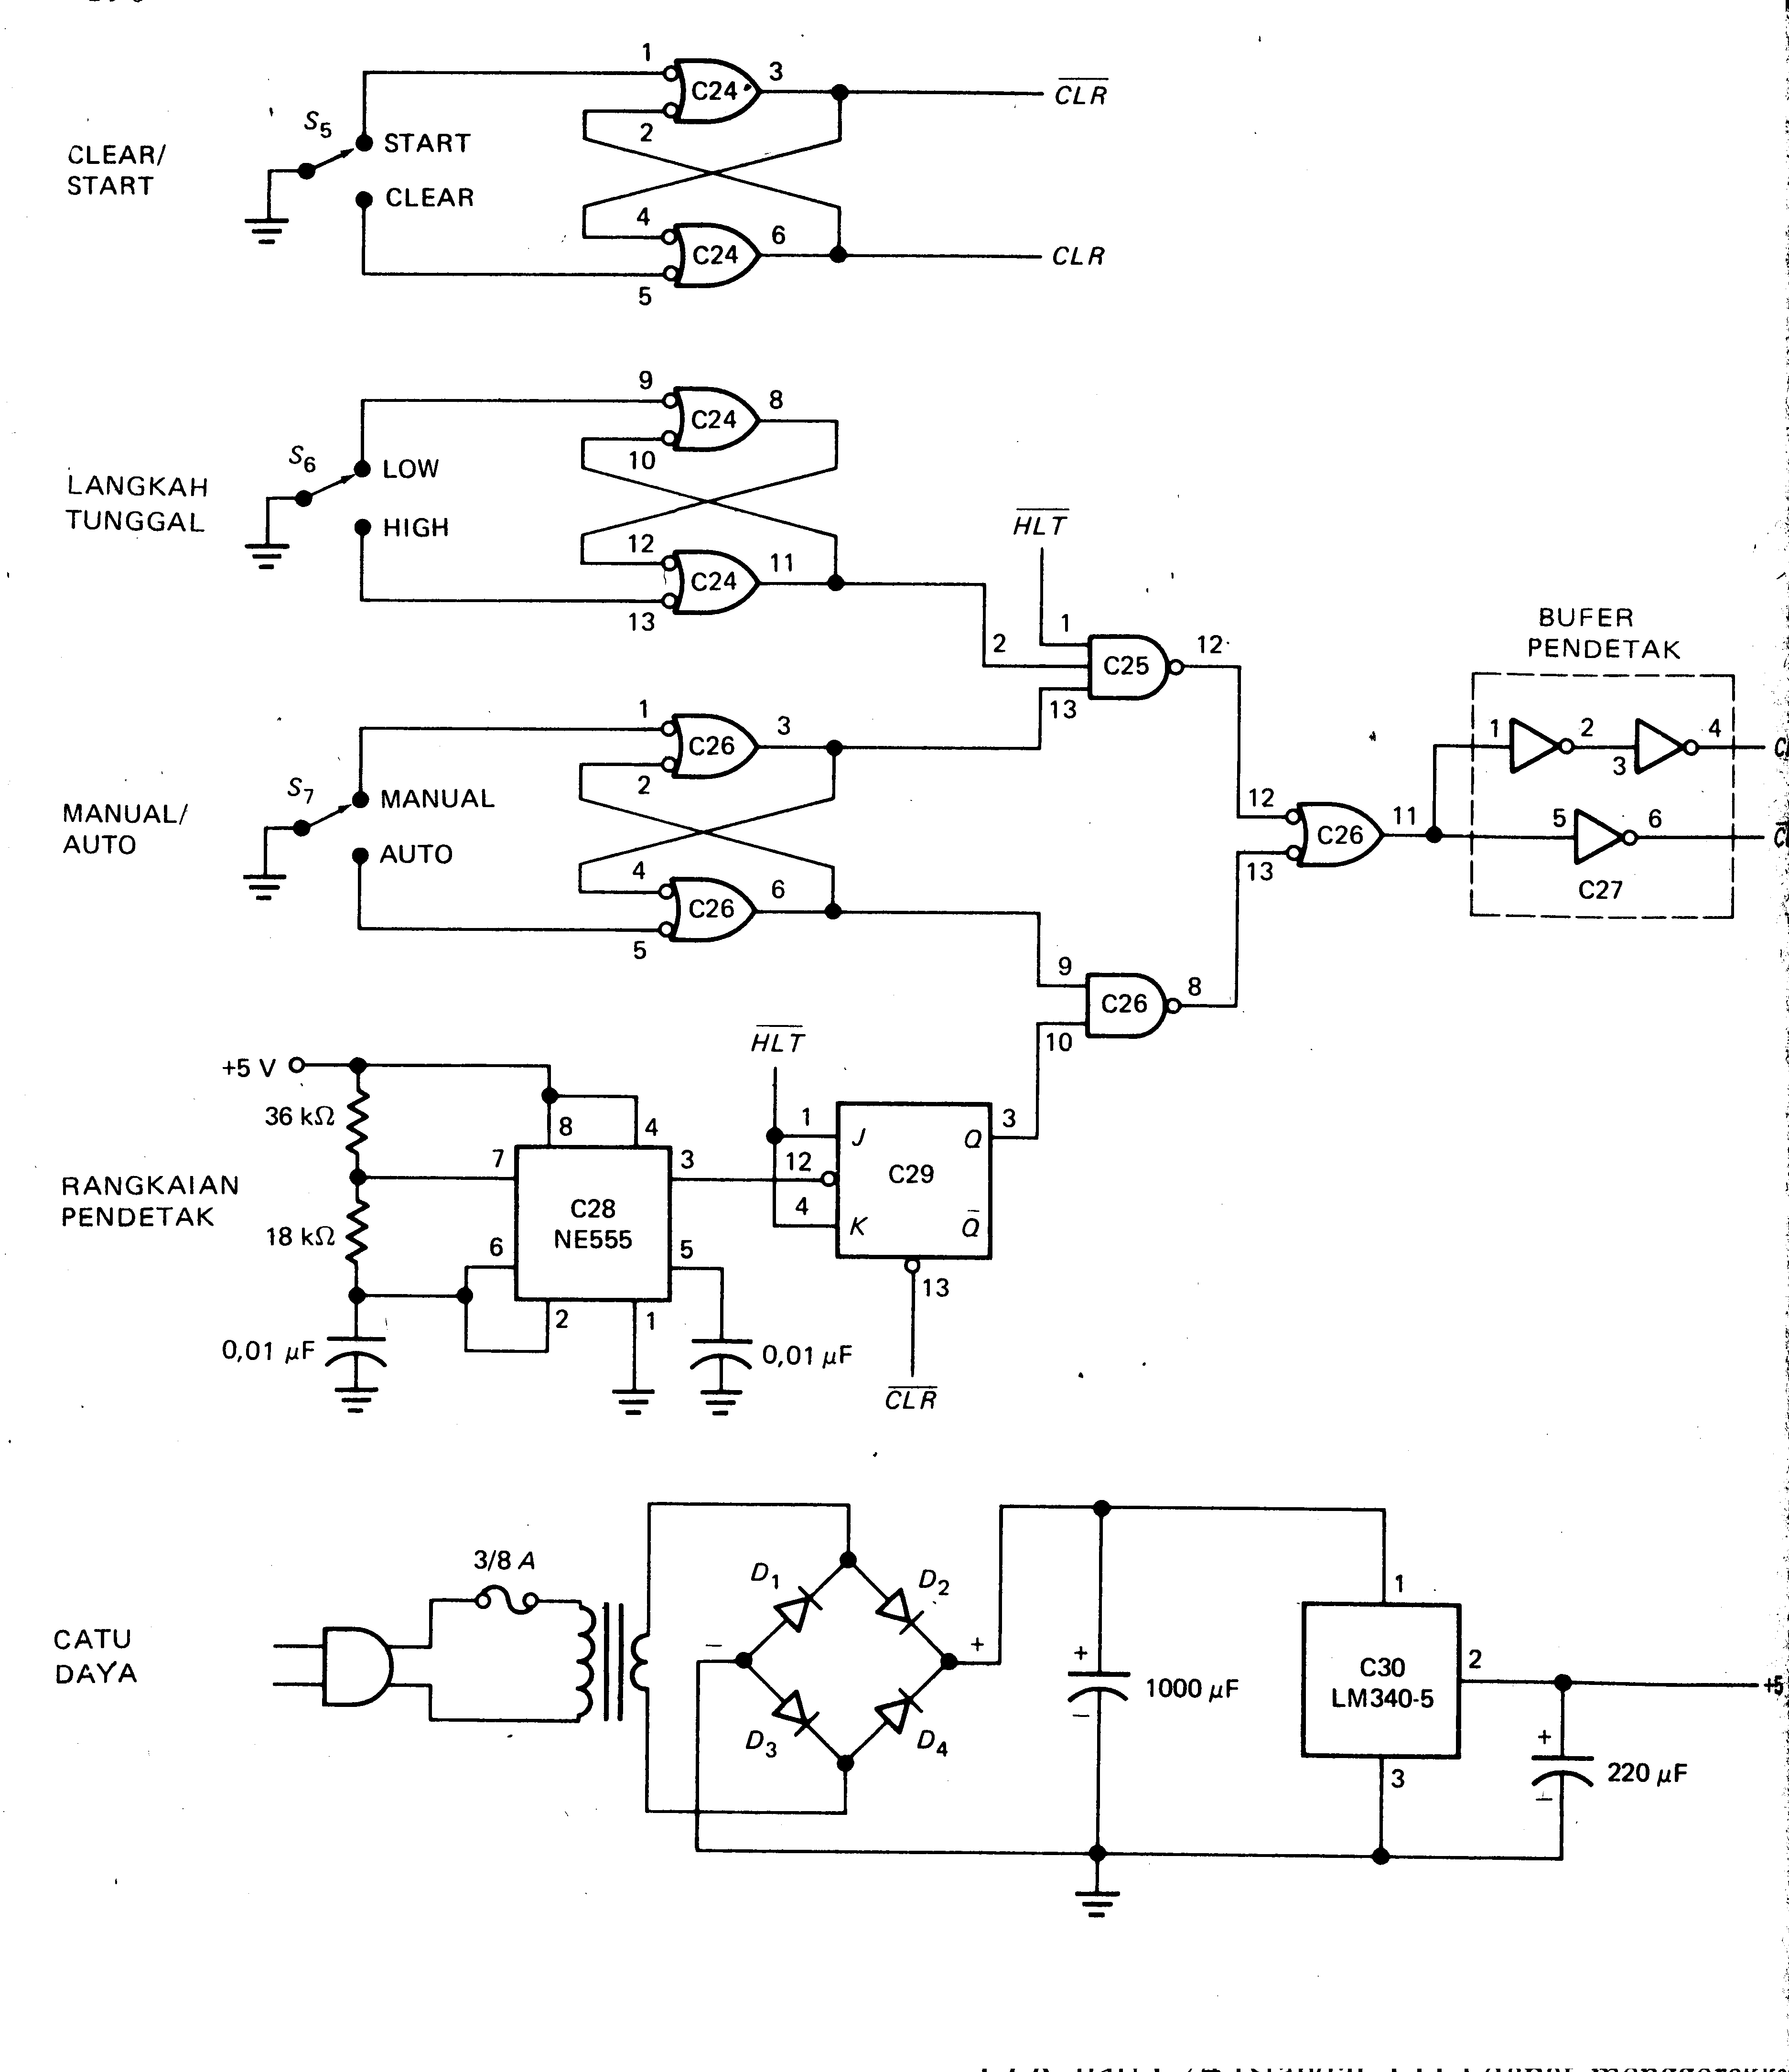 1
C24
3
CLR
2
S5
START
CLEAR/
START
CLEAR
4
C24
6
CLR
5
9
C24
8
10
S6
LOW
LANGKAH
TUNGGAL
HIGH
12
C24
11
13
HLT
1
2
C25
12
13
BUFER
PENDETAK
1
2
3
4
5
6
C27
1
C26
3
2
S7
MANUAL
MANUAL/
AUTO
AUTO
4
C26
6
5
12
C26
11
13
9
C26
8
10
HLT
+5 V
36 kΩ
8
4
7
3
1
J
Q
3
12
C29
4
K
Q̅
RANGKAIAN
PENDETAK
C28
NE555
18 kΩ
6
5
2
1
13
0,01 µF
0,01 µF
CLR
3/8 A
D1
D2
1
CATU
DAYA
−
+
+
1000 µF
−
C30
LM340-5
2
+5
D3
D4
3
+
220 µF
−